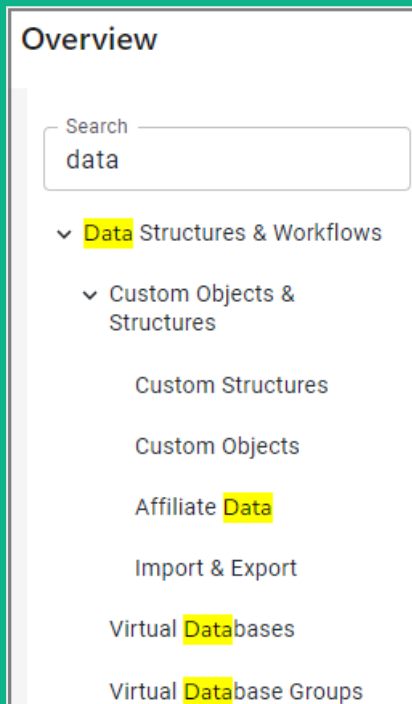 Overview
Search
data
Data Structures & Workflows
Custom Objects &
Structures
Custom Structures
Custom Objects
Affiliate Data
Import & Export
Virtual Databases
Virtual Database Groups